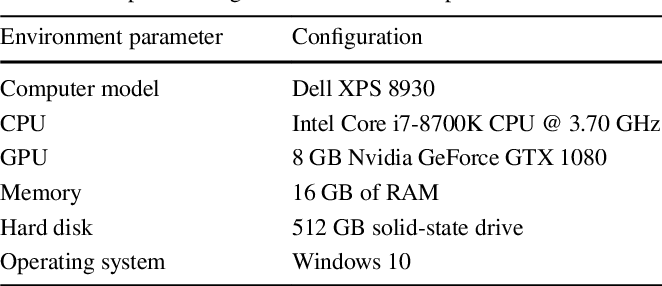 Environment parameter Configuration
Computer model Dell XPS 8930
CPU Intel Core i7-8700K CPU @ 3.70 GHz
GPU 8 GB Nvidia GeForce GTX 1080
Memory 16 GB of RAM
Hard disk 512 GB solid-state drive
Operating system Windows 10